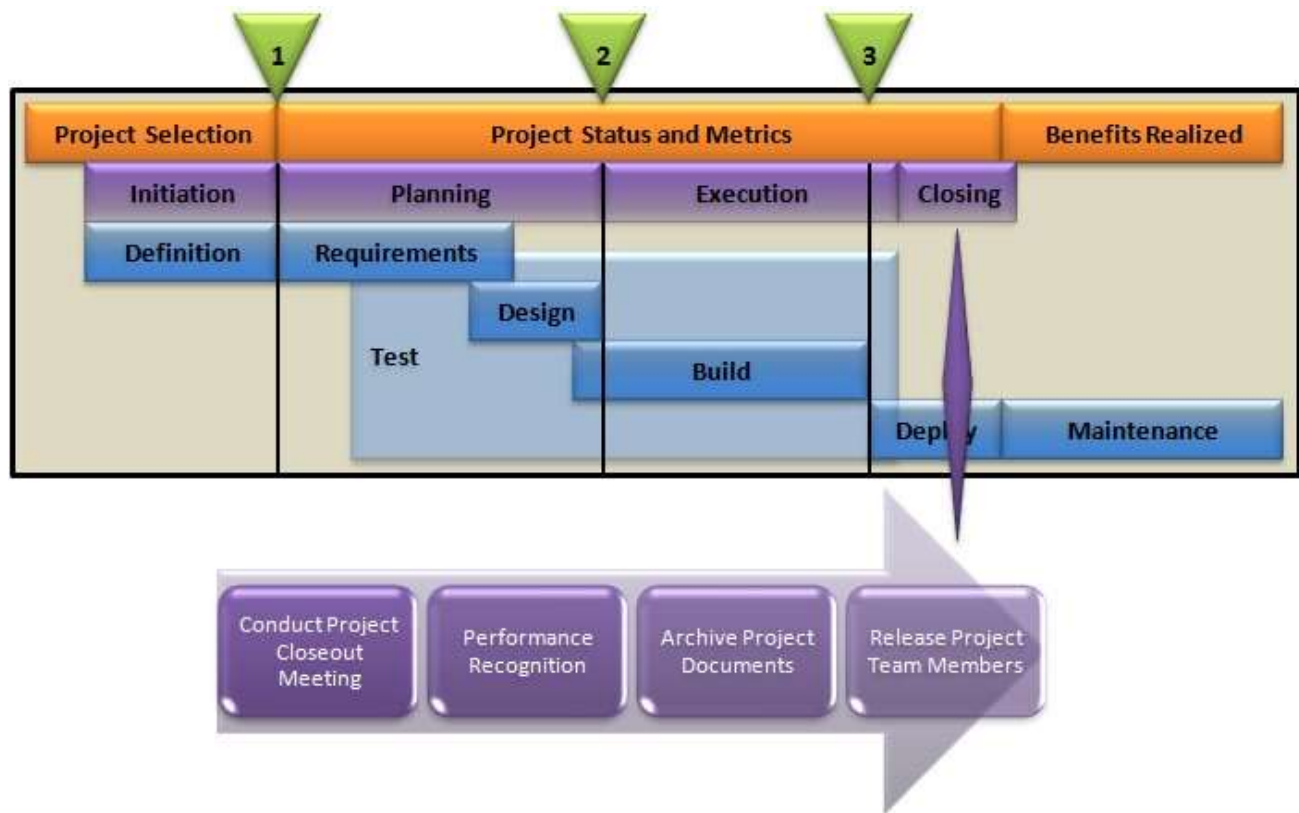 1
2
3
Project Selection
Project Status and Metrics
Benefits Realized
Initiation
Planning
Execution
Closing
Definition
Requirements
Design
Test
Build
Deploy
Maintenance
Conduct Project
Closeout
Meeting
Performance
Recognition
Archive Project
Documents
Release Project
Team Members